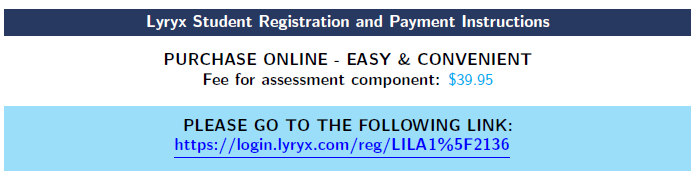 Lyryx Student Registration and Payment Instructions
PURCHASE ONLINE - EASY & CONVENIENT
Fee for assessment component: $39.95
PLEASE GO TO THE FOLLOWING LINK:
https://login.lyryx.com/reg/LILA1%5F2136